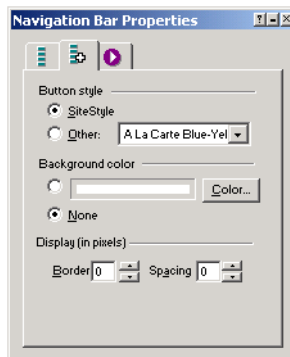 Navigation Bar Properties
Button style
SiteStyle
Other: A La Carte Blue-Yel
Background color
Color...
None
Display (in pixels)
Border 0 Spacing 0